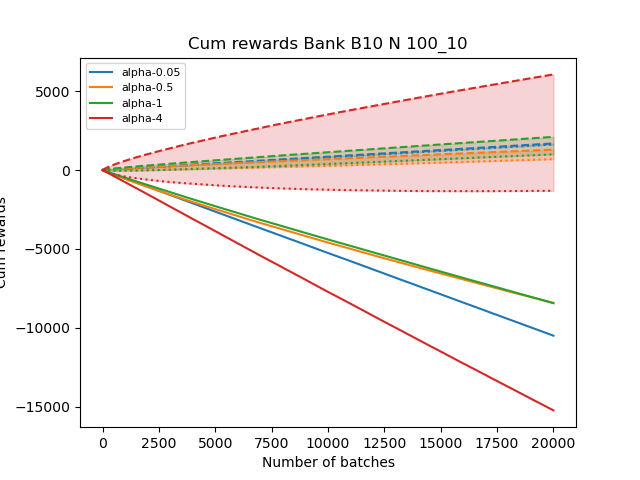 Cum rewards Bank B10 N 100_10
alpha-0.05
alpha-0.5
alpha-1
alpha-4
5000
0
−5000
−10000
−15000
Cum rewards
0 2500 5000 7500 10000 12500 15000 17500 20000
Number of batches